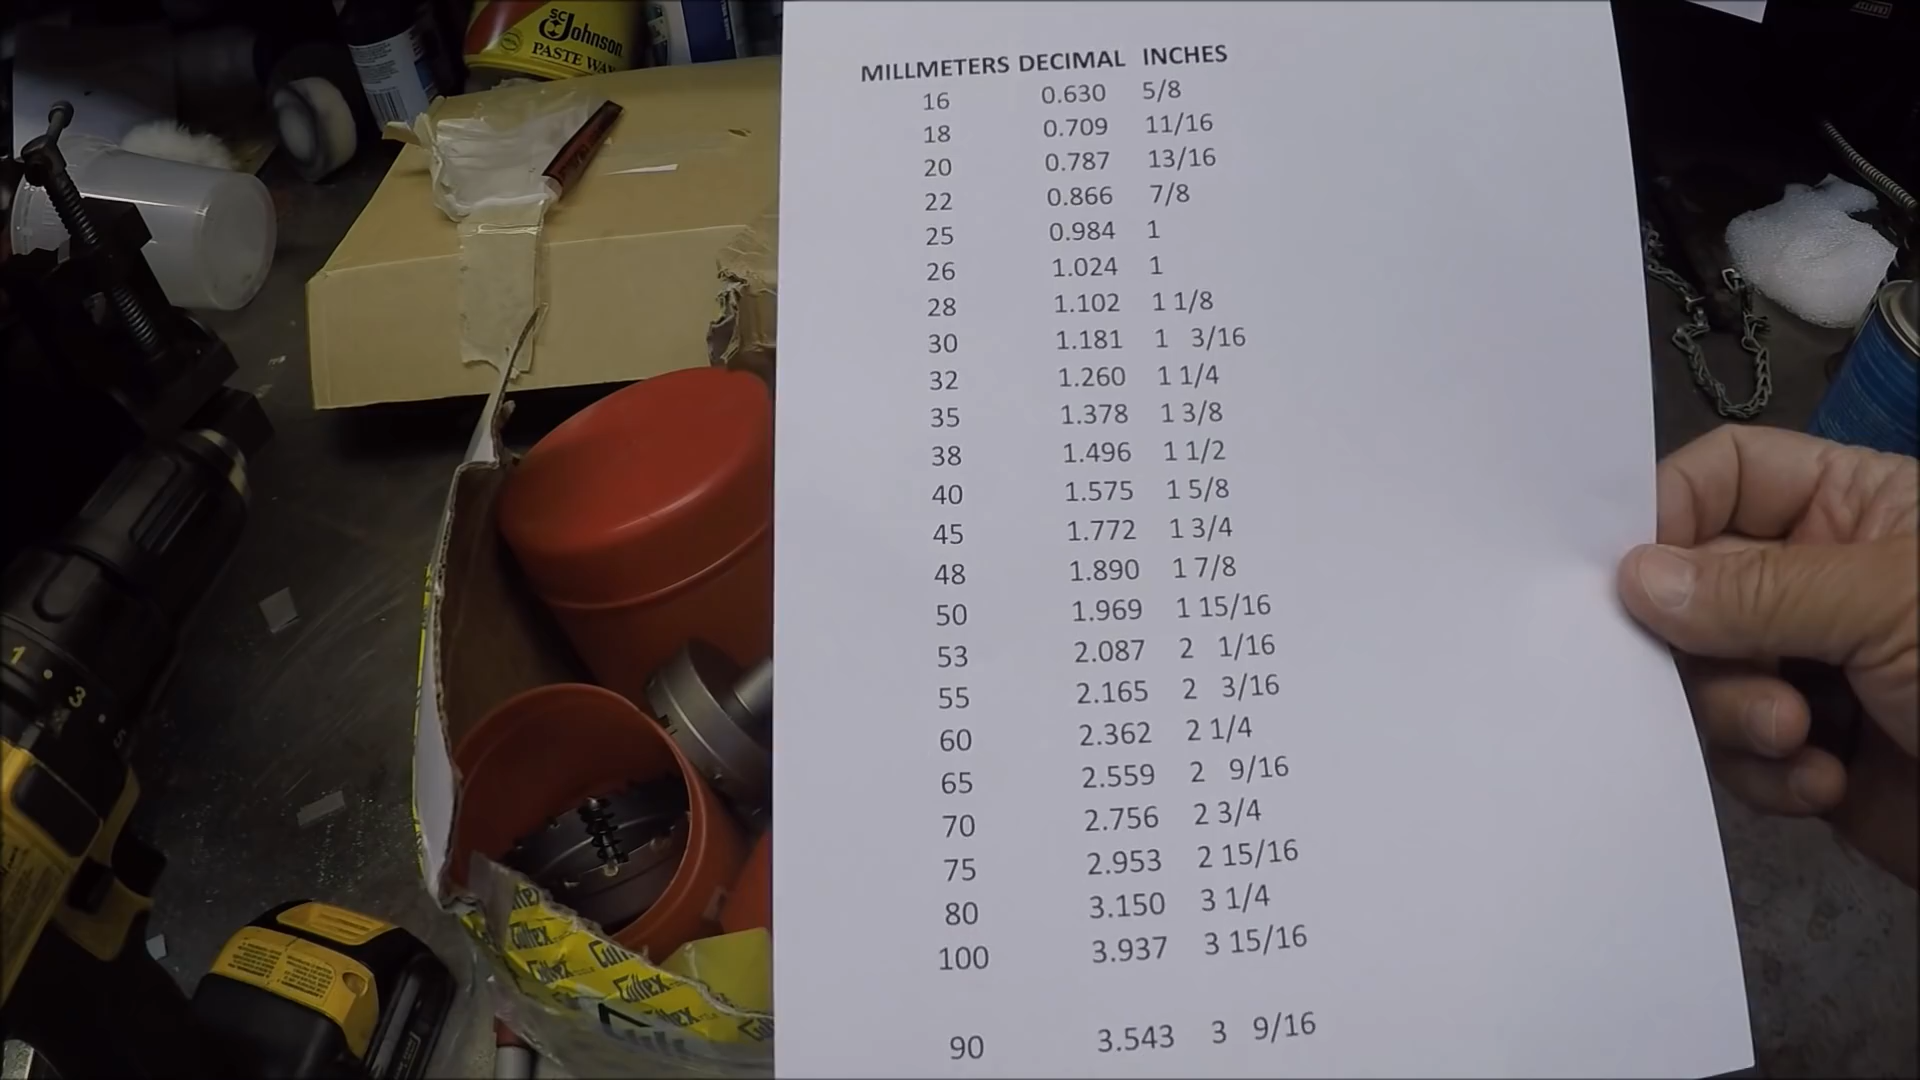 SC Johnson
PASTE WAX
MILLMETERS DECIMAL INCHES
16 0.630 5/8
18 0.709 11/16
20 0.787 13/16
22 0.866 7/8
25 0.984 1
26 1.024 1
28 1.102 1 1/8
30 1.181 1 3/16
32 1.260 1 1/4
35 1.378 1 3/8
38 1.496 1 1/2
40 1.575 1 5/8
45 1.772 1 3/4
48 1.890 1 7/8
50 1.969 1 15/16
53 2.087 2 1/16
55 2.165 2 3/16
60 2.362 2 1/4
65 2.559 2 9/16
70 2.756 2 3/4
75 2.953 2 15/16
80 3.150 3 1/4
100 3.937 3 15/16
90 3.543 3 9/16
1
3